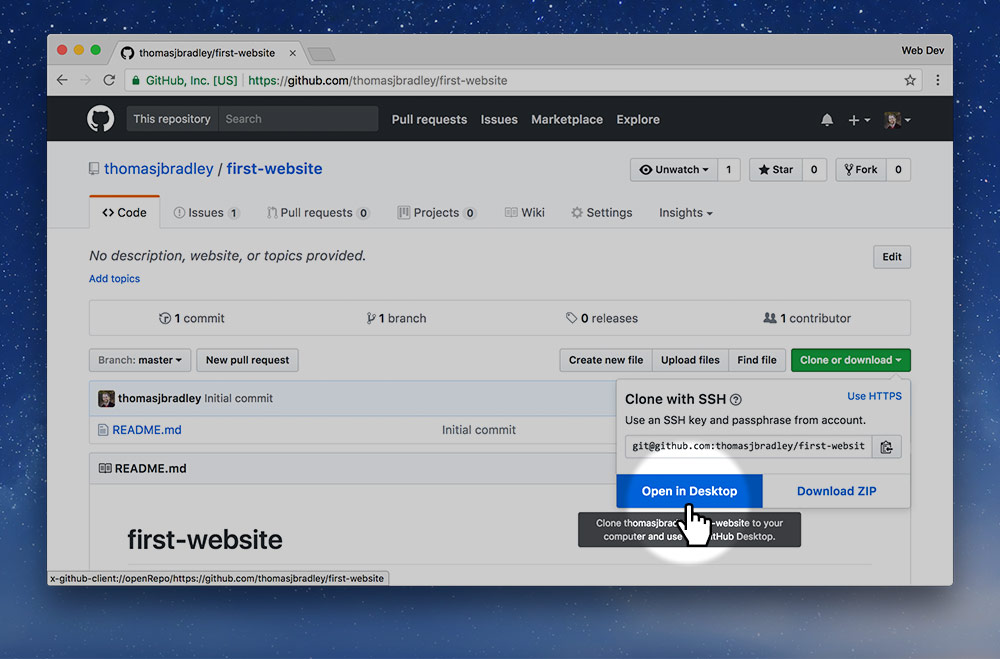 thomasjbradley/first-website
Web Dev
GitHub, Inc. [US] https://github.com/thomasjbradley/first-website
This repository Search Pull requests Issues Marketplace Explore
thomasjbradley / first-website
Unwatch 1 Star 0 Fork 0
Code Issues 1 Pull requests 0 Projects 0 Wiki Settings Insights
No description, website, or topics provided.
Edit
Add topics
1 commit 1 branch 0 releases 1 contributor
Branch: master New pull request Create new file Upload files Find file Clone or download
thomasjbradley Initial commit
README.md Initial commit
Clone with SSH Use HTTPS
Use an SSH key and passphrase from account.
git@github.com:thomasjbradley/first-websit
Open in Desktop Download ZIP
README.md
Clone -website to your
computer and use Desktop.
first-website
x-github-client://openRepo/https://github.com/thomasjbradley/first-website